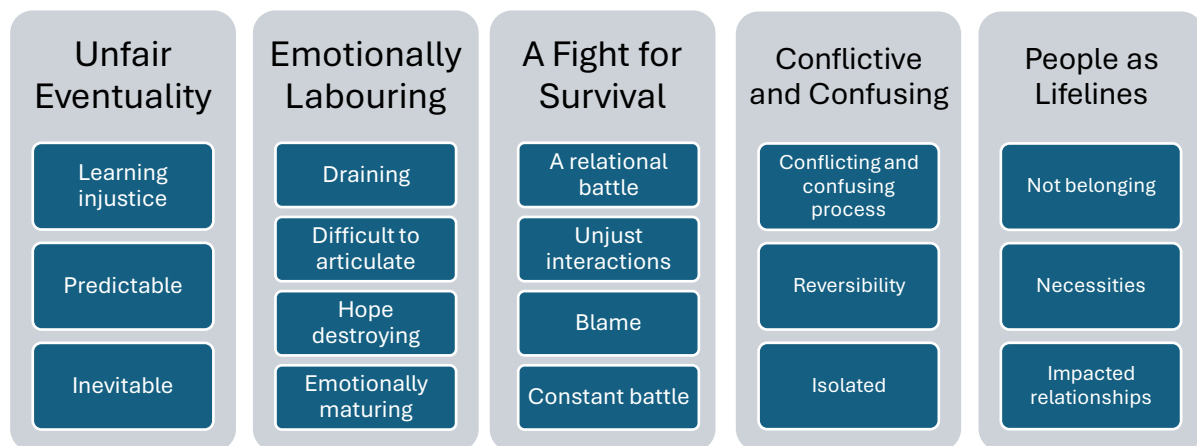 Unfair
Eventuality
Learning
injustice
Predictable
Inevitable
Emotionally
Labouring
Draining
Difficult to
articulate
Hope
destroying
Emotionally
maturing
A Fight for
Survival
A relational
battle
Unjust
interactions
Blame
Constant battle
Conflictive
and Confusing
Conflicting and
confusing
process
Reversibility
Isolated
People as
Lifelines
Not belonging
Necessities
Impacted
relationships